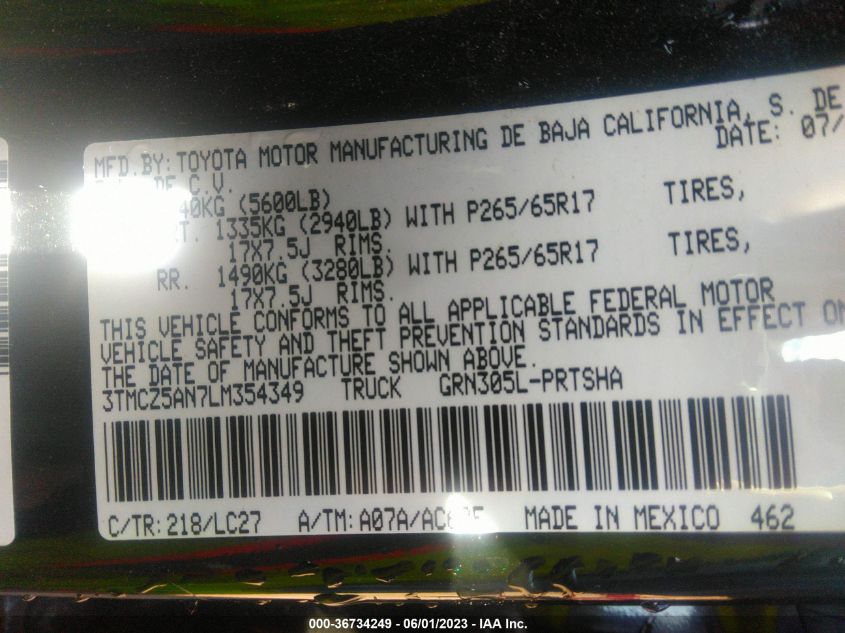 MFD.BY: TOYOTA MOTOR MANUFACTURING DE BAJA CALIFORNIA, S. DE
DE C.V. DATE: 07/
40KG (5600LB)
1335KG (2940LB) WITH P265/65R17 TIRES,
17X7.5J RIMS.
RR. 1490KG (3280LB) WITH P265/65R17 TIRES,
17X7.5J RIMS.
THIS VEHICLE CONFORMS TO ALL APPLICABLE FEDERAL MOTOR
VEHICLE SAFETY AND THEFT PREVENTION STANDARDS IN EFFECT ON
THE DATE OF MANUFACTURE SHOWN ABOVE.
3TMCZ5AN7LM354349 TRUCK GRN305L-PRTSHA
C/TR: 218/LC27 A/TM: A07A/ MADE IN MEXICO 462
000-36734249 - 06/01/2023 - IAA Inc.